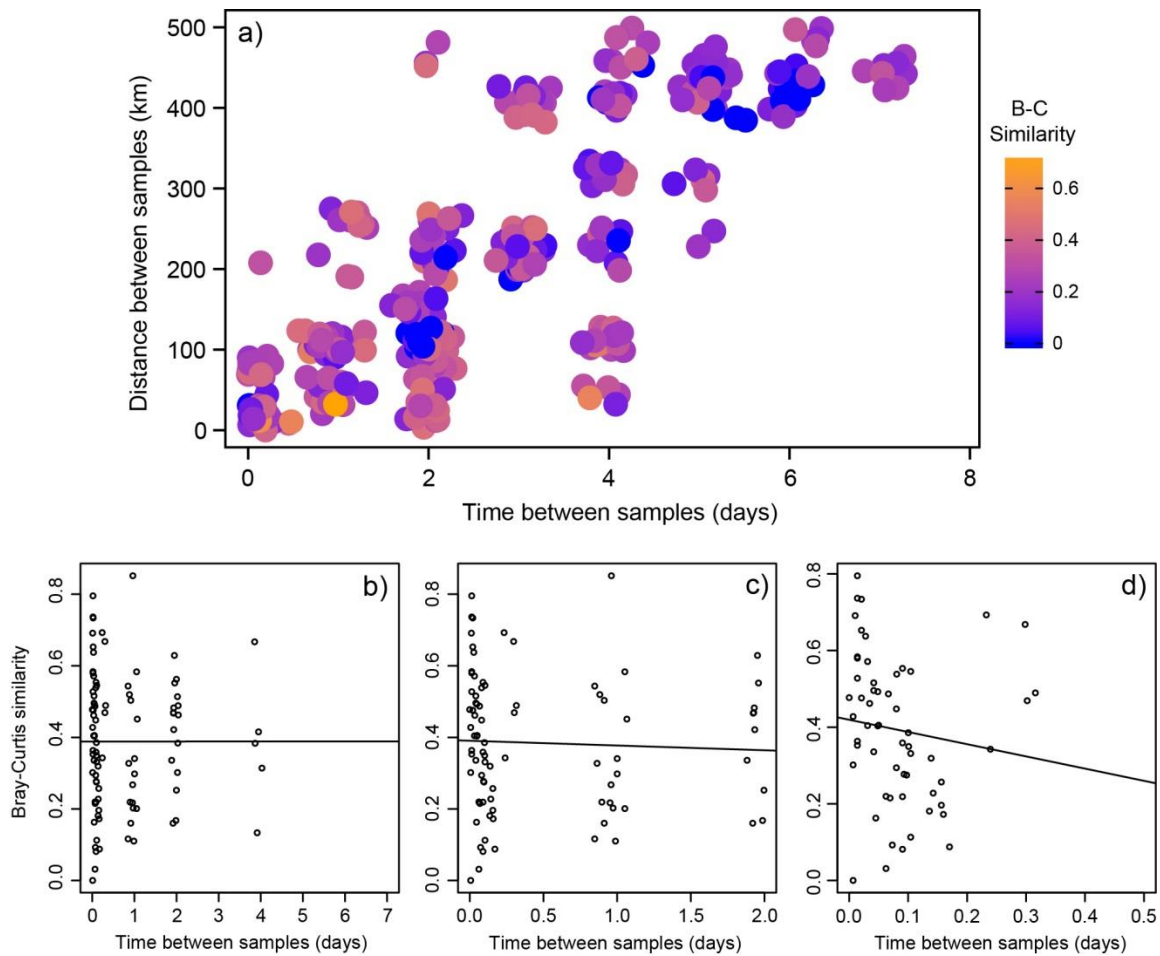 a)
500
400
300
200
100
0
Distance between samples (km)
0 2 4 6 8
Time between samples (days)
B-C
Similarity
0.6
0.4
0.2
0
b)
0.8
0.6
0.4
0.2
0.0
Bray-Curtis similarity
0 1 2 3 4 5 6 7
Time between samples (days)
c)
0.8
0.6
0.4
0.2
0.0
0.0 0.5 1.0 1.5 2.0
Time between samples (days)
d)
0.8
0.6
0.4
0.2
0.0
0.0 0.1 0.2 0.3 0.4 0.5
Time between samples (days)